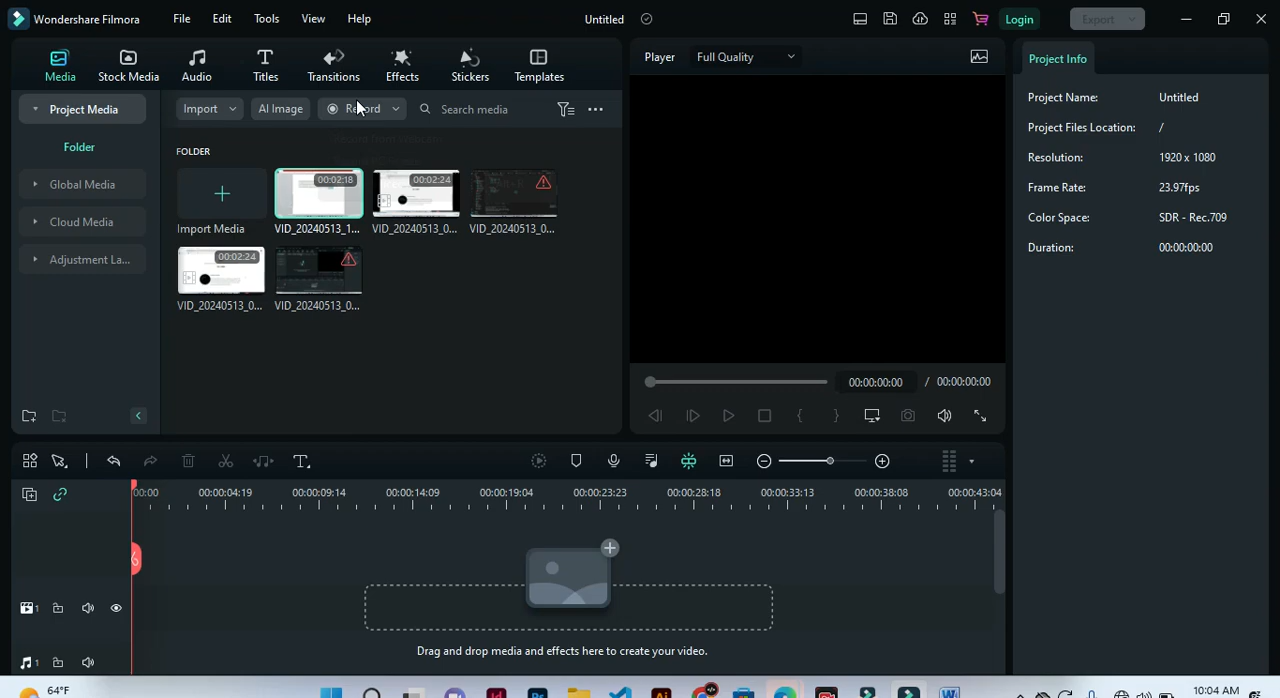 Wondershare Filmora File Edit Tools View Help Untitled Login Export
Media Stock Media Audio Titles Transitions Effects Stickers Templates
Player Full Quality
Project Info
Project Media
Import AI Image Record Search media
Folder
Global Media
Cloud Media
Adjustment La...
FOLDER
00:02:18 00:02:24
Import Media VID_20240513_1... VID_20240513_0... VID_20240513_0...
00:02:24
VID_20240513_0... VID_20240513_0...
Project Name: Untitled
Project Files Location: /
Resolution: 1920 x 1080
Frame Rate: 23.97fps
Color Space: SDR - Rec.709
Duration: 00:00:00:00
00:00:00:00 / 00:00:00:00
00:00 00:00:04:19 00:00:09:14 00:00:14:09 00:00:19:04 00:00:23:23 00:00:28:18 00:00:33:13 00:00:38:08 00:00:43:04
1
Drag and drop media and effects here to create your video.
1
64°F
10:04 AM